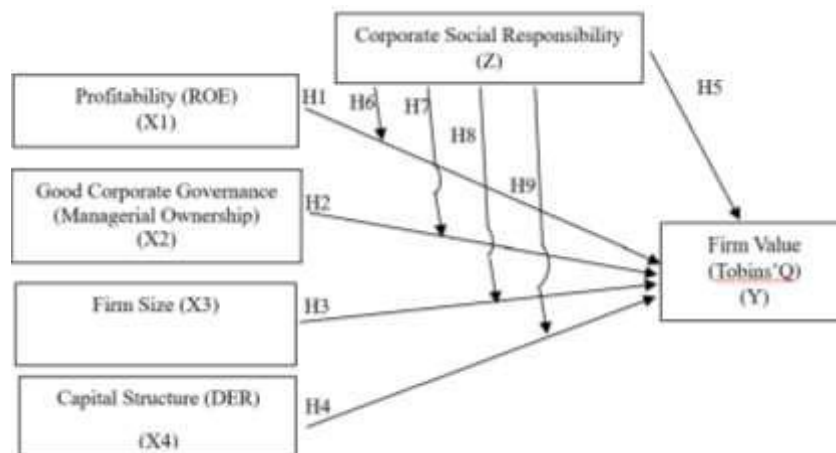 Corporate Social Responsibility
(Z)
Profitability (ROE)
(X1)
H1
H6
H7
H8
H9
H5
Good Corporate Governance
(Managerial Ownership)
(X2)
H2
Firm Size (X3)
H3
Capital Structure (DER)
(X4)
H4
Firm Value
(Tobins’Q)
(Y)